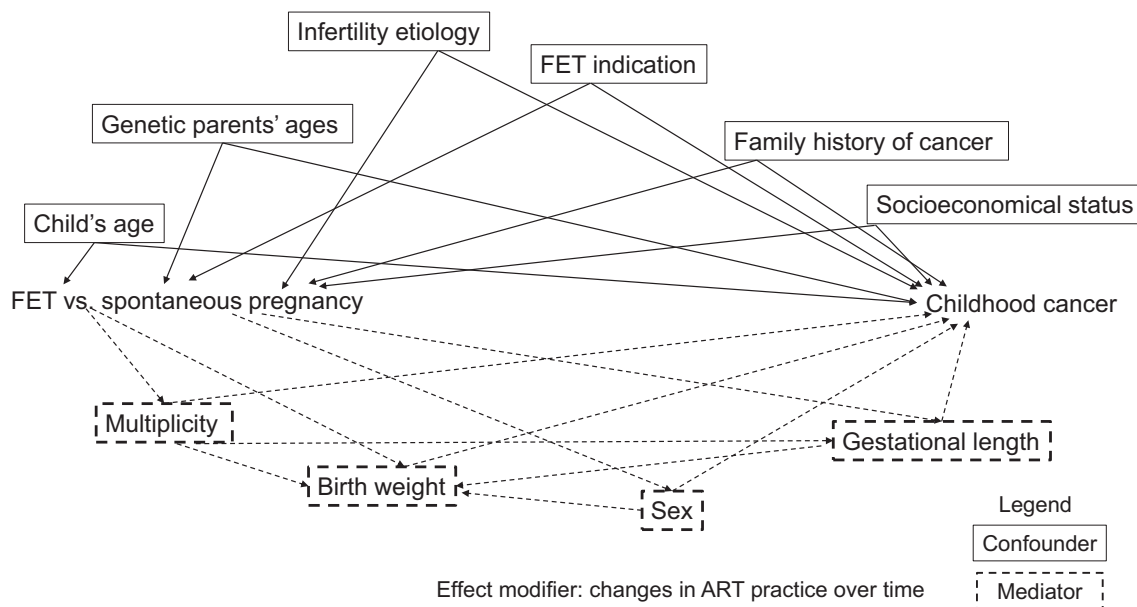 Infertility etiology
FET indication
Genetic parents' ages
Family history of cancer
Socioeconomical status
Child's age
FET vs. spontaneous pregnancy
Childhood cancer
Multiplicity
Gestational length
Birth weight
Sex
Legend
Confounder
Effect modifier: changes in ART practice over time
Mediator